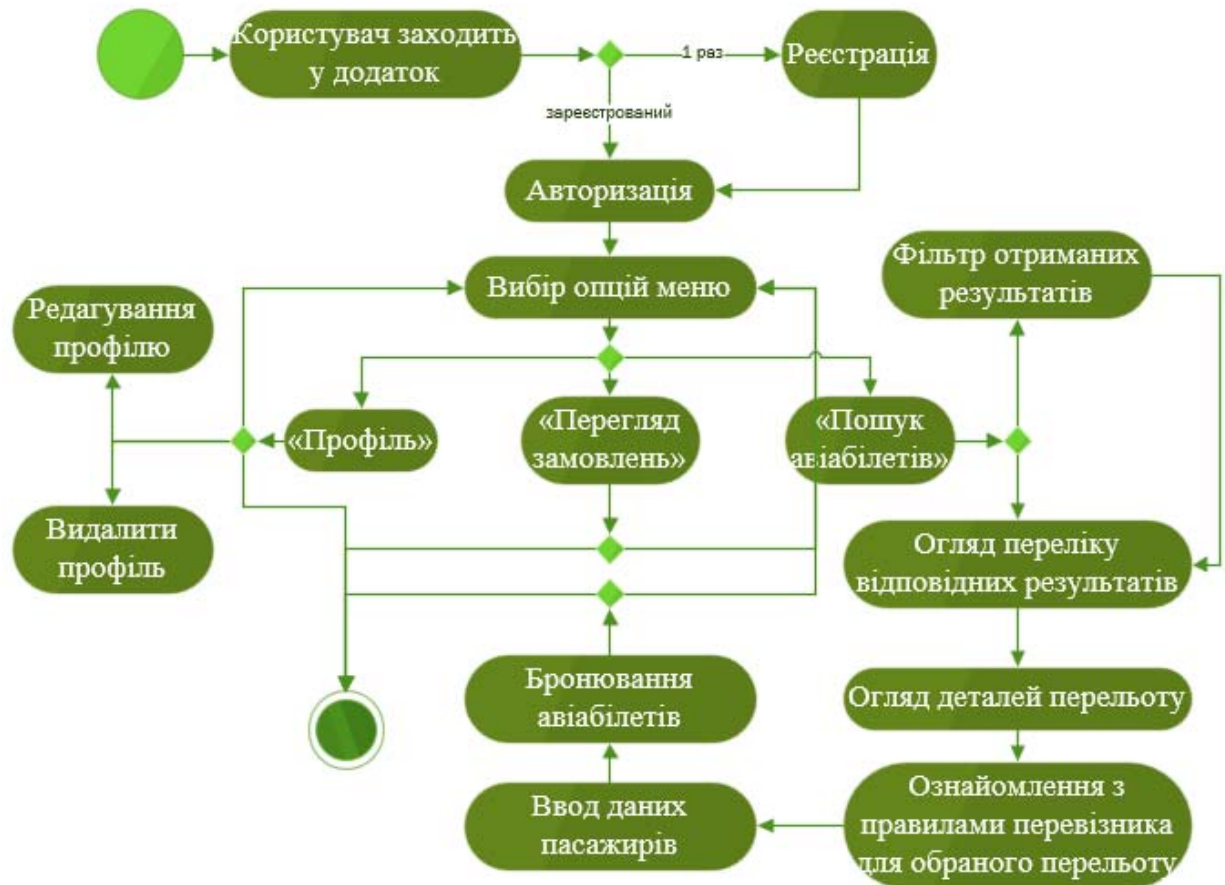 Користувач заходить
у додаток
1 раз
Реєстрація
зареєстрований
Авторизація
Вибір опцій меню
Фільтр отриманих
результатів
Редагування
профілю
«Профіль»
«Перегляд
замовлень»
«Пошук
авіабілетів»
Видалити
профіль
Огляд переліку
відповідних результатів
Бронювання
авіабілетів
Огляд деталей перельоту
Ввод даних
пасажирів
Ознайомлення з
правилами перевізника
для обраного перельоту